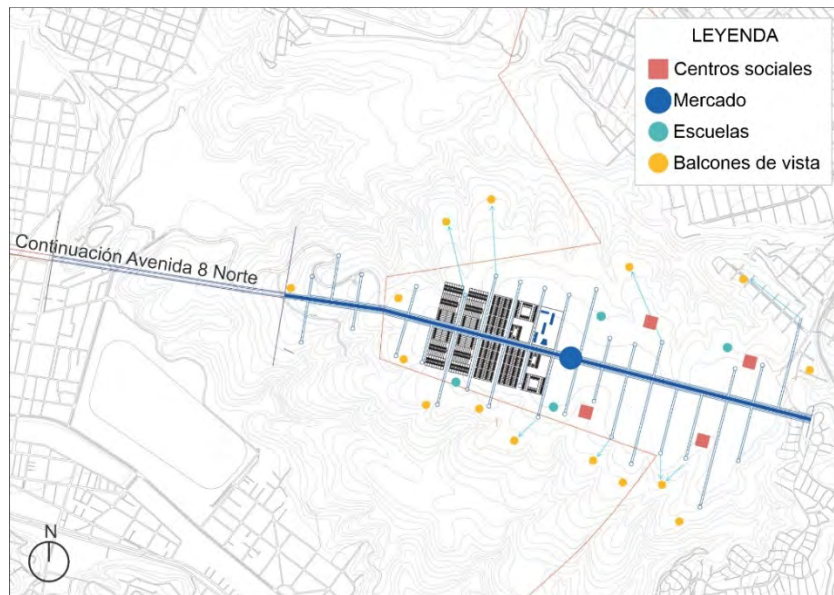 LEYENDA
Centros sociales
Mercado
Escuelas
Balcones de vista
Continuación Avenida 8 Norte
N